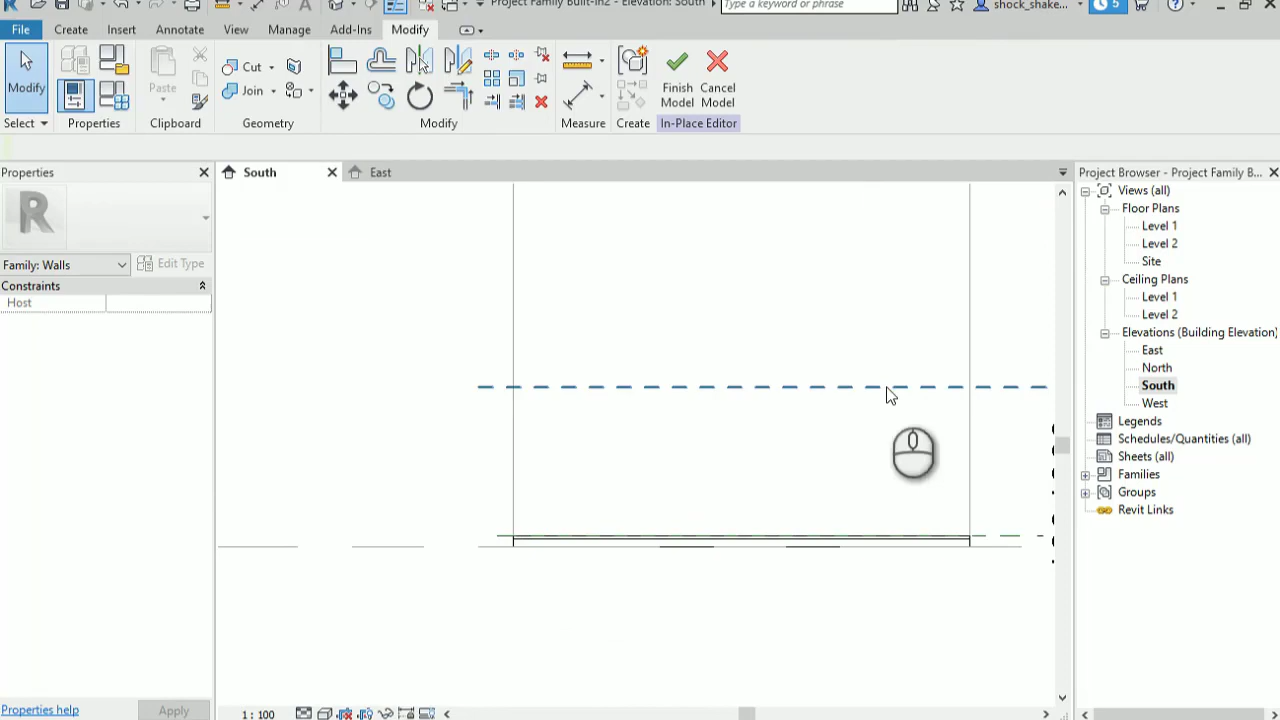 Project Family Built-In2 - Elevation: South
Type a keyword or phrase
shock_shake...
5
File
Create
Insert
Annotate
View
Manage
Add-Ins
Modify
Modify
Paste
Cut
Join
Finish Model
Cancel Model
Select
Properties
Clipboard
Geometry
Modify
Measure
Create
In-Place Editor
Properties
South
East
Project Browser - Project Family B...
R
Family: Walls
Edit Type
Constraints
Host
Views (all)
Floor Plans
Level 1
Level 2
Site
Ceiling Plans
Level 1
Level 2
Elevations (Building Elevation)
East
North
South
West
Legends
Schedules/Quantities (all)
Sheets (all)
Families
Groups
Revit Links
Properties help
Apply
1 : 100